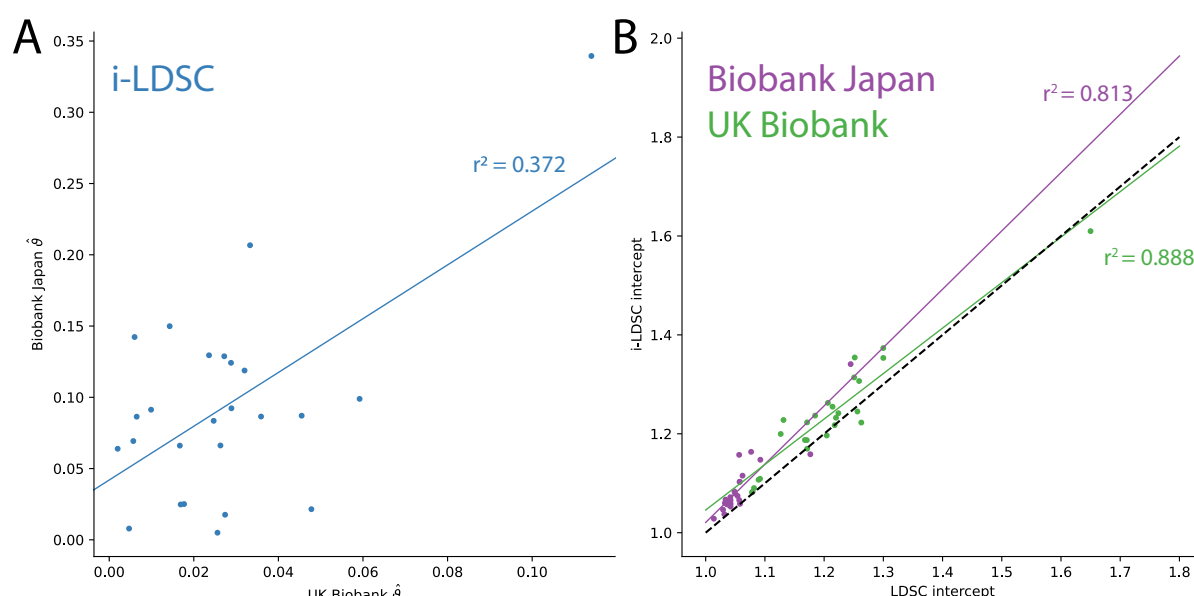 A
i-LDSC
r² = 0.372
0.35
0.30
0.25
0.20
0.15
0.10
0.05
0.00
Biobank Japan ϑ̂
0.00 0.02 0.04 0.06 0.08 0.10
UK Biobank ϑ̂
B
Biobank Japan
UK Biobank
r² = 0.813
r² = 0.888
2.0
1.8
1.6
1.4
1.2
1.0
i-LDSC intercept
1.0 1.1 1.2 1.3 1.4 1.5 1.6 1.7 1.8
LDSC intercept